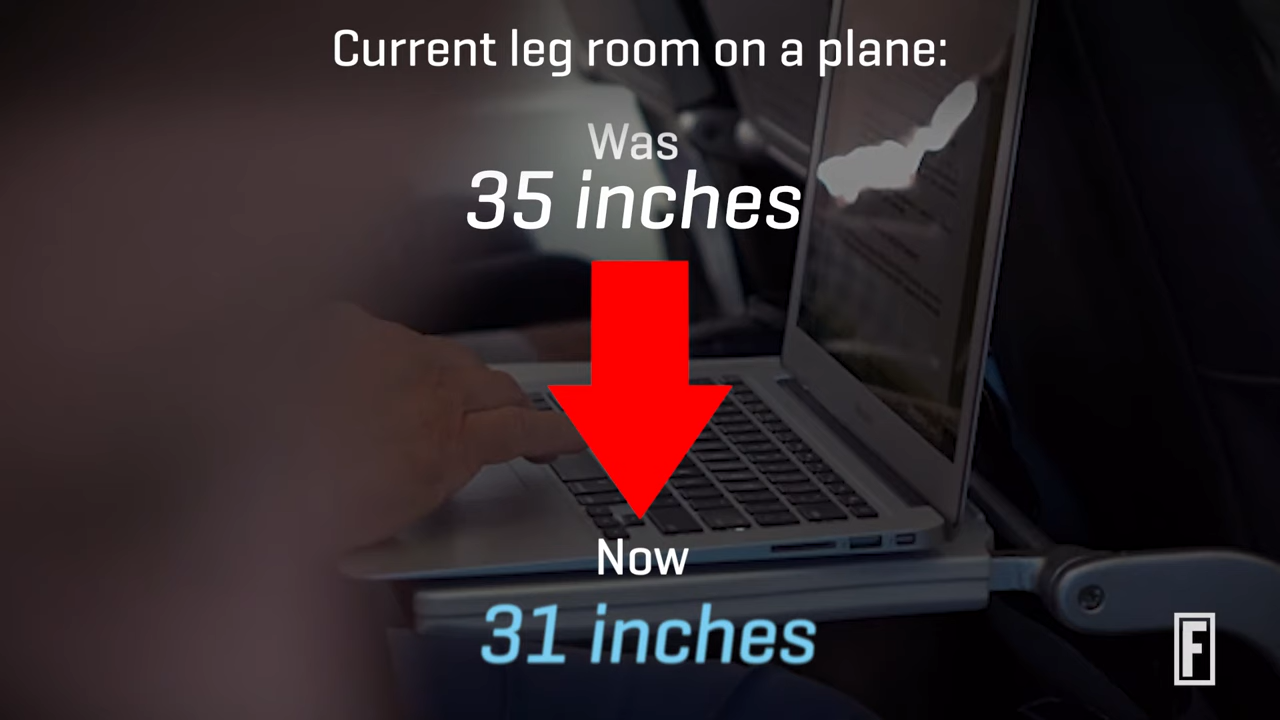 Current leg room on a plane:
Was
35 inches
Now
31 inches
F